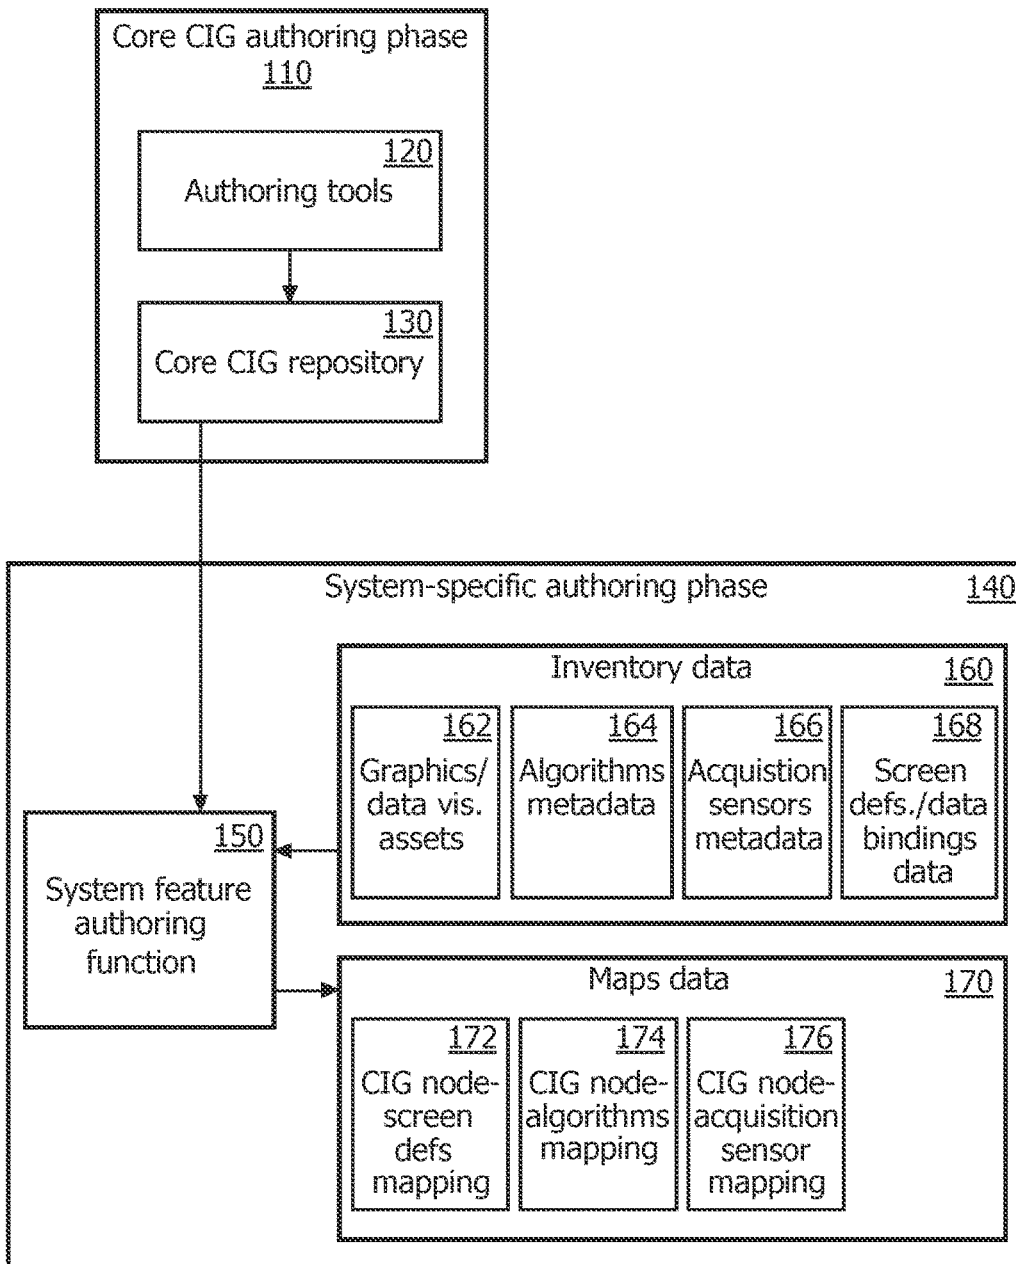 Core CIG authoring phase
110
120
Authoring tools
130
Core CIG repository
System-specific authoring phase
140
Inventory data
160
162
Graphics/
data vis.
assets
164
Algorithms
metadata
166
Acquistion
sensors
metadata
168
Screen
defs./data
bindings
data
150
System feature
authoring
function
Maps data
170
172
CIG node-
screen
defs
mapping
174
CIG node-
algorithms
mapping
176
CIG node-
acquisition
sensor
mapping